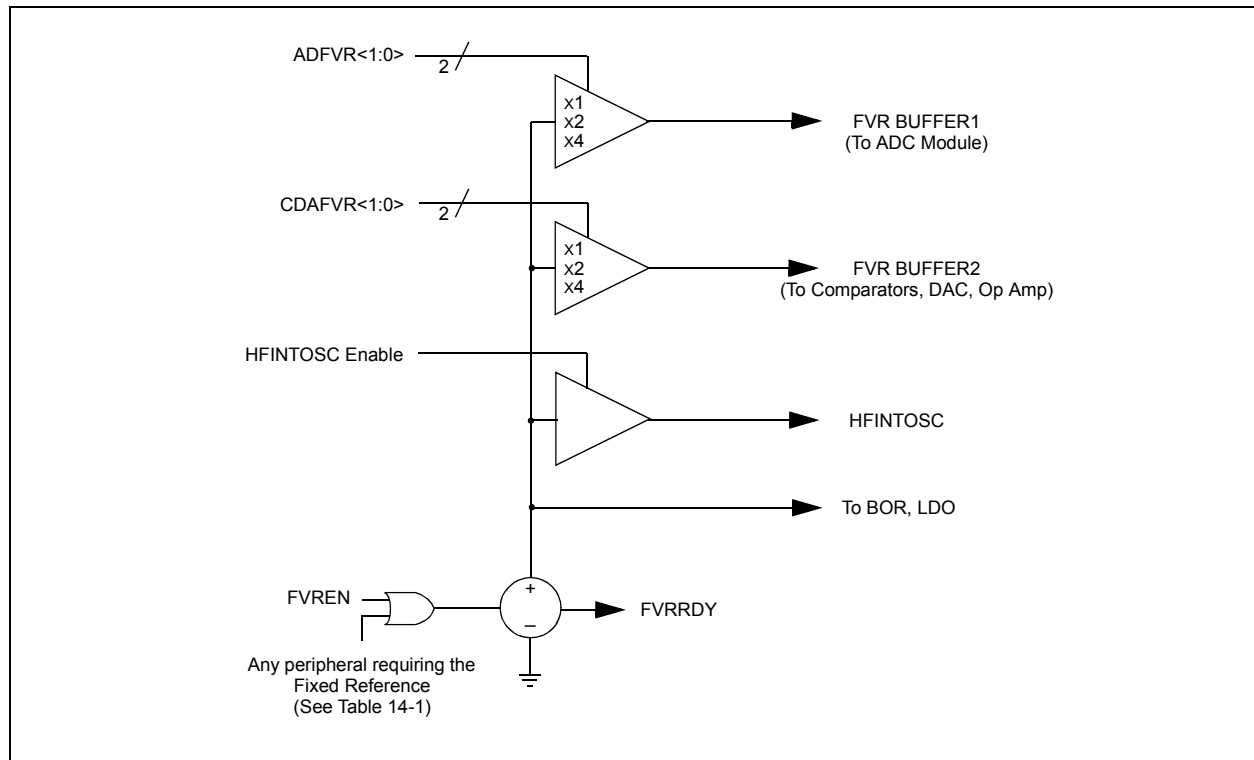 ADFVR<1:0>
2
x1
x2
x4
FVR BUFFER1
(To ADC Module)
CDAFVR<1:0>
2
x1
x2
x4
FVR BUFFER2
(To Comparators, DAC, Op Amp)
HFINTOSC Enable
HFINTOSC
To BOR, LDO
FVREN
+
_
FVRRDY
Any peripheral requiring the
Fixed Reference
(See Table 14-1)